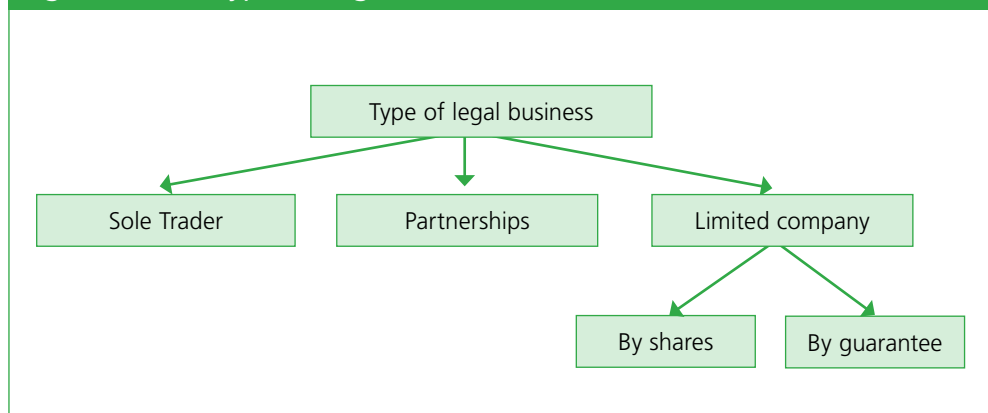 Type of legal business
Sole Trader
Partnerships
Limited company
By shares
By guarantee